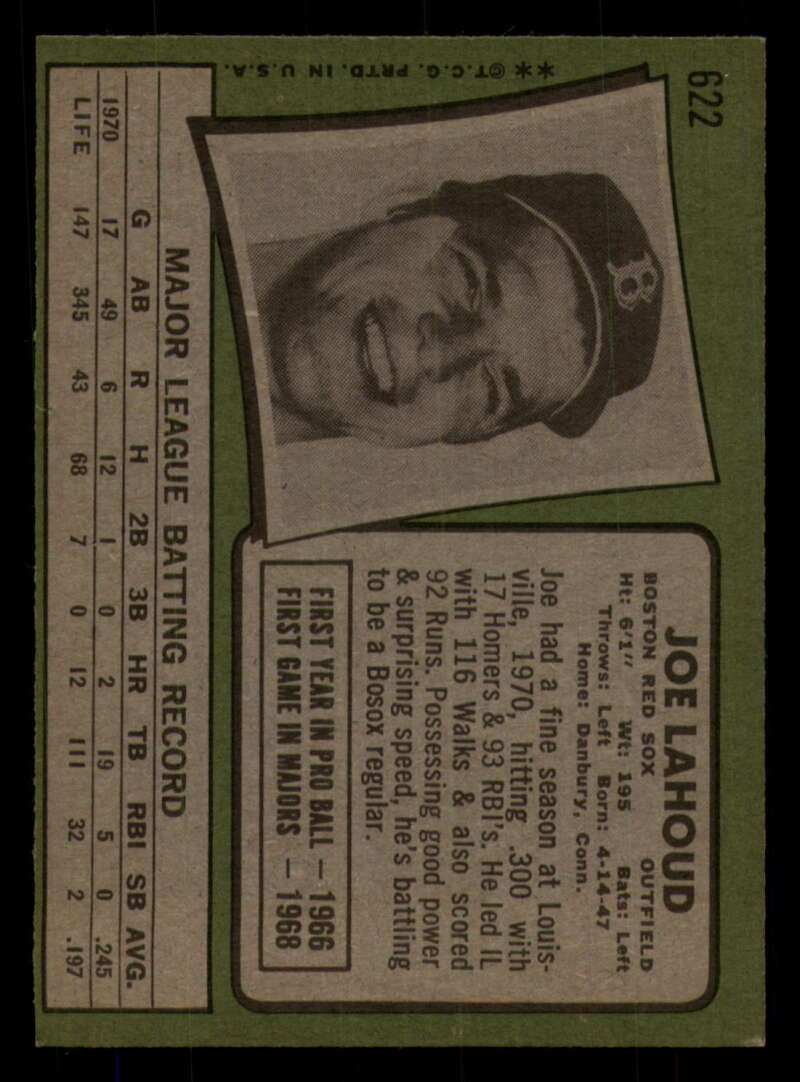 622
**©T.C.G. PRTD. IN U.S.A.
B
JOE LAHOUD
BOSTON RED SOX OUTFIELD
Ht: 6'1" Wt: 195 Bats: Left
Throws: Left Born: 4-14-47
Home: Danbury, Conn.
Joe had a fine season at Louis-
ville, 1970, hitting .300 with
17 Homers & 93 RBI's. He led IL
with 116 Walks & also scored
92 Runs. Possessing good power
& surprising speed, he's battling
to be a Bosox regular.
FIRST YEAR IN PRO BALL — 1966
FIRST GAME IN MAJORS — 1968
MAJOR LEAGUE BATTING RECORD
G AB R H 2B 3B HR TB RBI SB AVG.
1970 17 49 6 12 1 0 2 19 5 0 .245
LIFE 147 345 43 68 7 0 12 111 32 2 .197